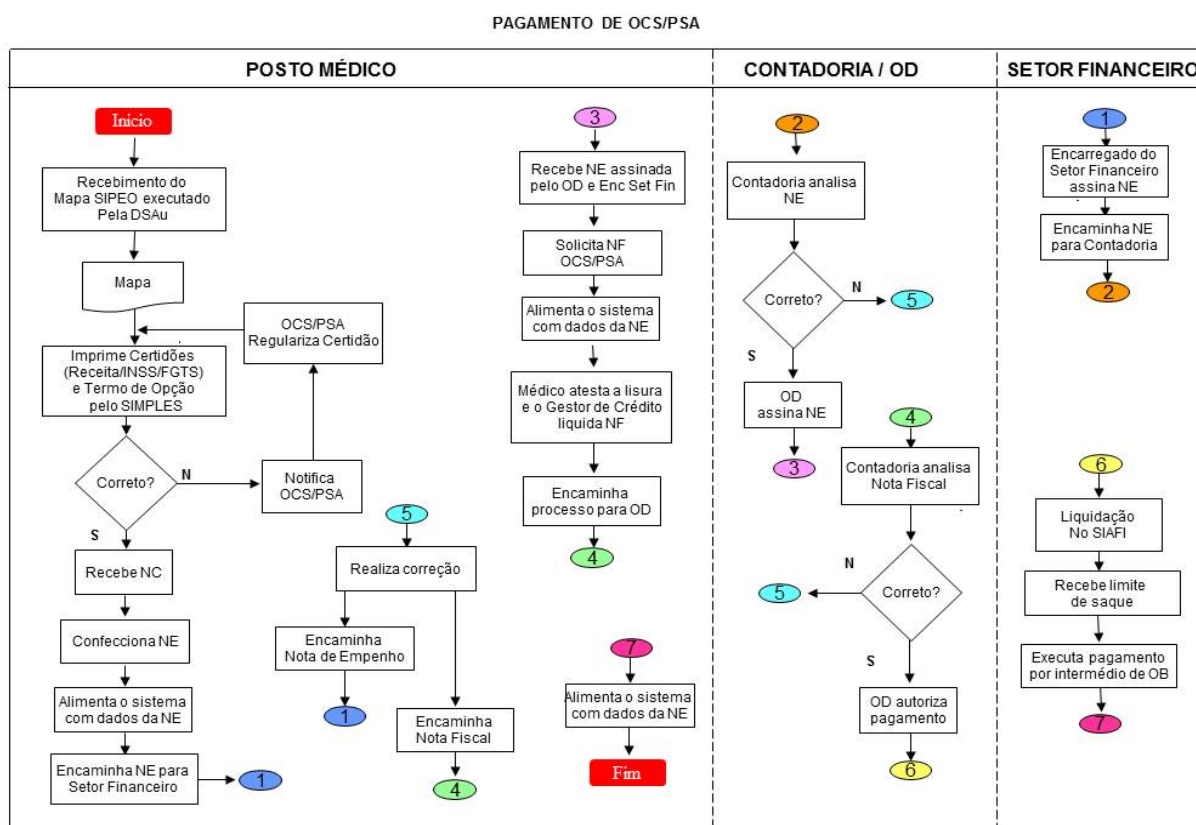 PAGAMENTO DE OCS/PSA
POSTO MÉDICO
CONTADORIA / OD
SETOR FINANCEIRO
Início
Recebimento do
Mapa SIPEO executado
Pela DSAu
Mapa
OCS/PSA
Regulariza Certidão
Imprime Certidões
(Receita/INSS/FGTS)
e Termo de Opção
pelo SIMPLES
Correto?
N
Notifica
OCS/PSA
S
Recebe NC
Confecciona NE
Alimenta o sistema
com dados da NE
Encaminha NE para
Setor Financeiro
1
5
Realiza correção
Encaminha
Nota de Empenho
1
Encaminha
Nota Fiscal
4
3
Recebe NE assinada
pelo OD e Enc Set Fin
Solicita NF
OCS/PSA
Alimenta o sistema
com dados da NE
Médico atesta a lisura
e o Gestor de Crédito
liquida NF
Encaminha
processo para OD
4
7
Alimenta o sistema
com dados da NE
Fim
2
Contadoria analisa
NE
Correto?
N
5
S
OD
assina NE
3
4
Contadoria analisa
Nota Fiscal
Correto?
N
5
S
OD autoriza
pagamento
6
1
Encarregado do
Setor Financeiro
assina NE
Encaminha NE
para Contadoria
2
6
Liquidação
No SIAFI
Recebe limite
de saque
Executa pagamento
por intermédio de OB
7